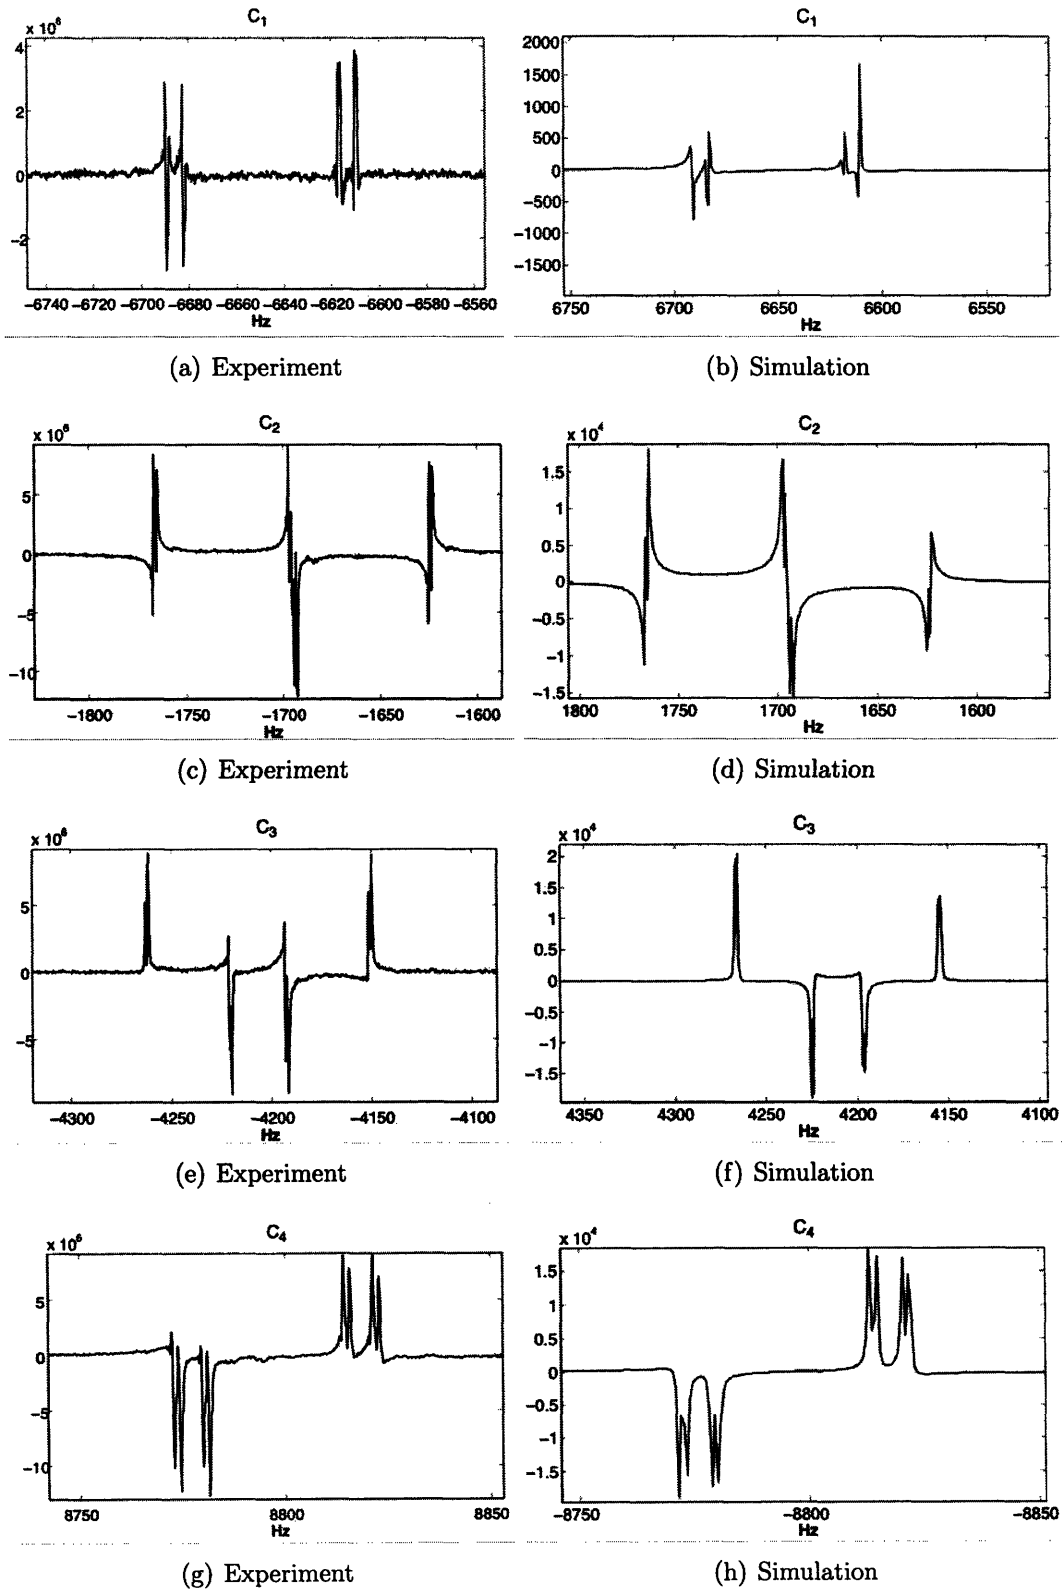 C1
x 10^6
4
2
0
−2
−6740 −6720 −6700 −6680 −6660 −6640 −6620 −6600 −6580 −6560
Hz
(a) Experiment
C1
2000
1500
1000
500
0
−500
−1000
−1500
6750 6700 6650 6600 6550
Hz
(b) Simulation
C2
x 10^6
5
0
−5
−10
−1800 −1750 −1700 −1650 −1600
Hz
(c) Experiment
C2
x 10^4
1.5
1
0.5
0
−0.5
−1
−1.5
1800 1750 1700 1650 1600
Hz
(d) Simulation
C3
x 10^6
5
0
−5
−4300 −4250 −4200 −4150 −4100
Hz
(e) Experiment
C3
x 10^4
2
1.5
1
0.5
0
−0.5
−1
−1.5
4350 4300 4250 4200 4150 4100
Hz
(f) Simulation
C4
x 10^6
5
0
−5
−10
8750 8800 8850
Hz
(g) Experiment
C4
x 10^4
1.5
1
0.5
0
−0.5
−1
−1.5
−8750 −8800 −8850
Hz
(h) Simulation